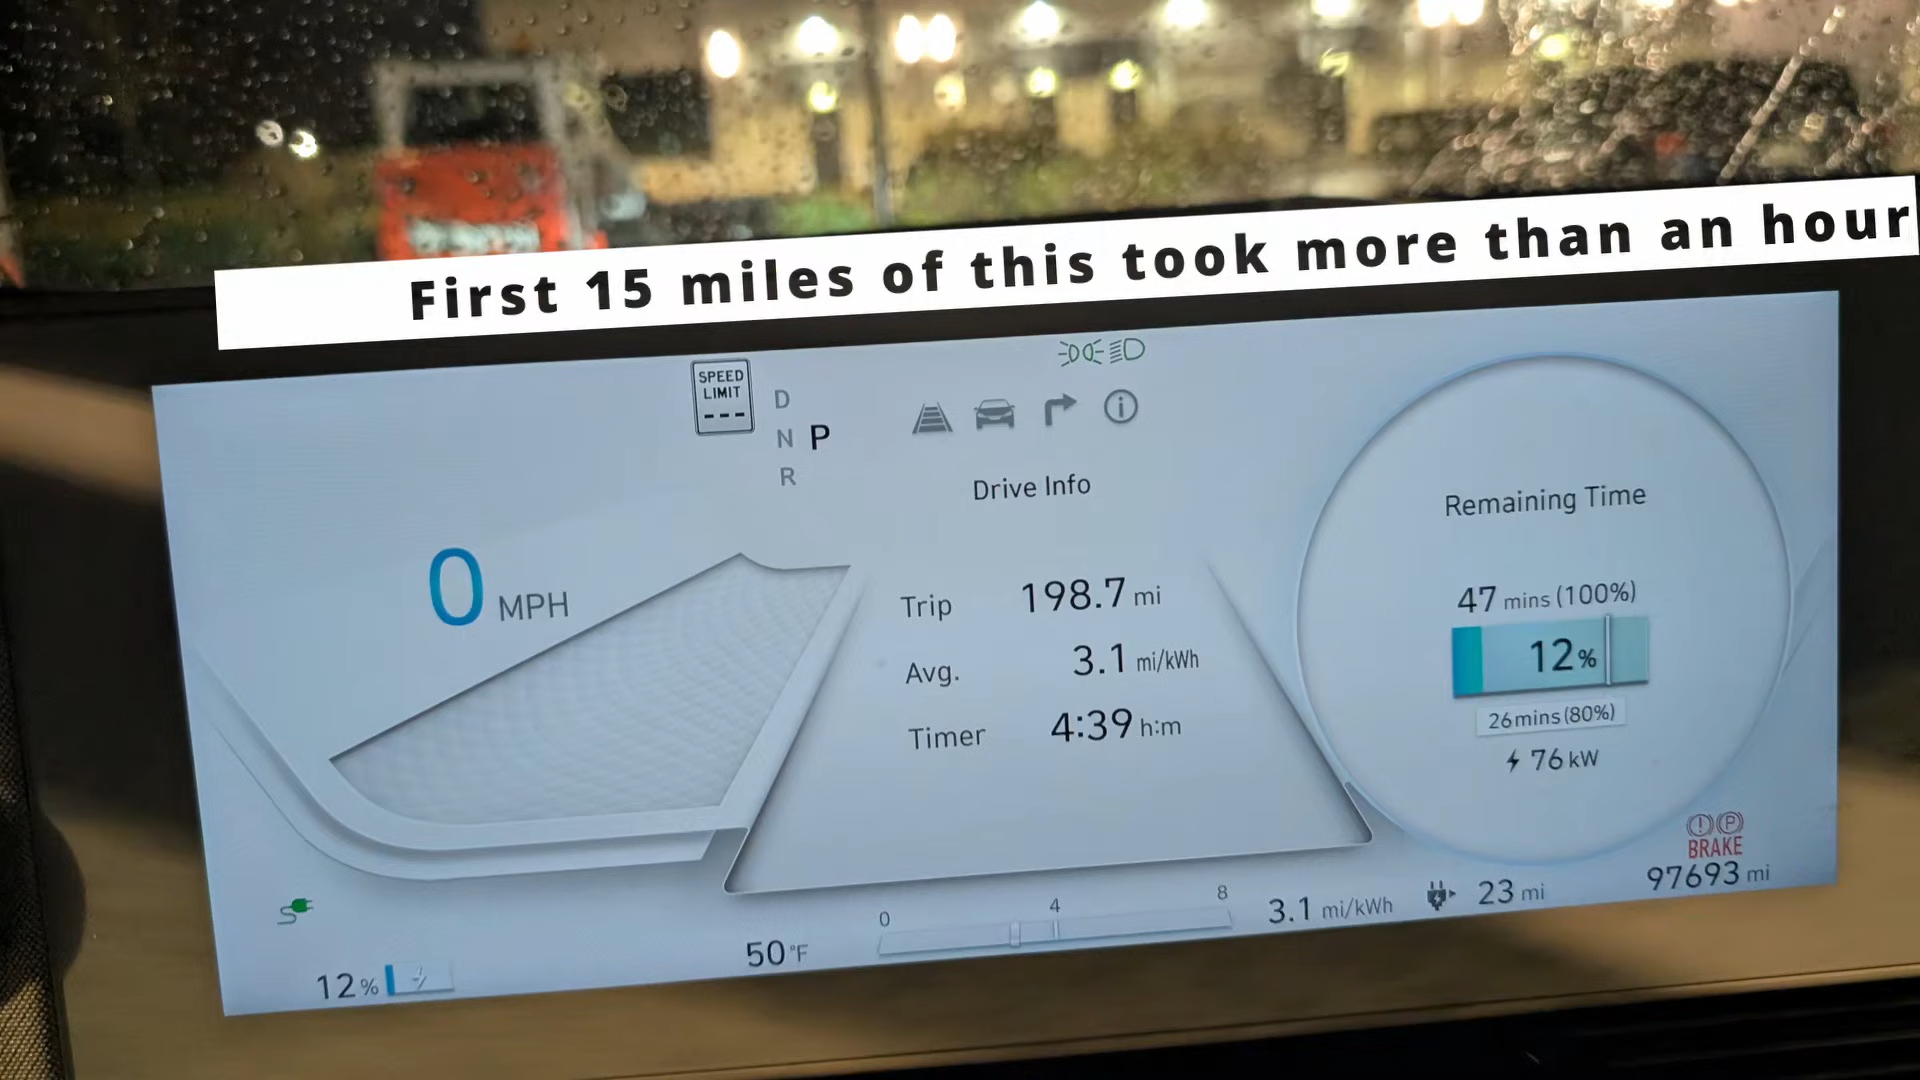 First 15 miles of this took more than an hour
SPEED
LIMIT
---
D
N P
R
Drive Info
0 MPH
Trip 198.7 mi
Avg. 3.1 mi/kWh
Timer 4:39 h:m
Remaining Time
47 mins (100%)
12%
26mins (80%)
76 kW
BRAKE
97693 mi
0 4 8
3.1 mi/kWh
23 mi
50°F
12%